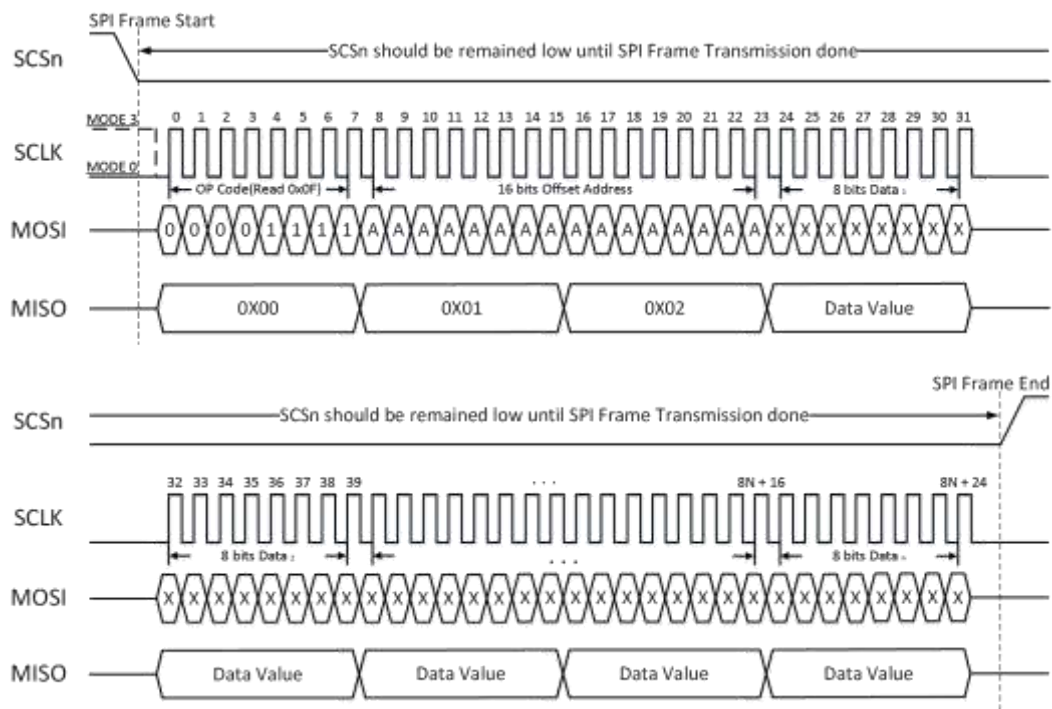 SPI Frame Start
SCSn
SCSn should be remained low until SPI Frame Transmission done
MODE 3
0 1 2 3 4 5 6 7 8 9 10 11 12 13 14 15 16 17 18 19 20 21 22 23 24 25 26 27 28 29 30 31
SCLK
MODE 0
OP Code(Read 0x0F) 16 bits Offset Address 8 bits Data 1
MOSI 0 0 0 0 1 1 1 1 A A A A A A A A A A A A A A A A X X X X X X X X
MISO 0X00 0X01 0X02 Data Value
SPI Frame End
SCSn SCSn should be remained low until SPI Frame Transmission done
32 33 34 35 36 37 38 39 . . . 8N + 16 8N + 24
SCLK
8 bits Data 2 . . . 8 bits Data
MOSI X X X X X X X X X X X X X X X X X X X X X X X X X X X X X X X X
MISO Data Value Data Value Data Value Data Value